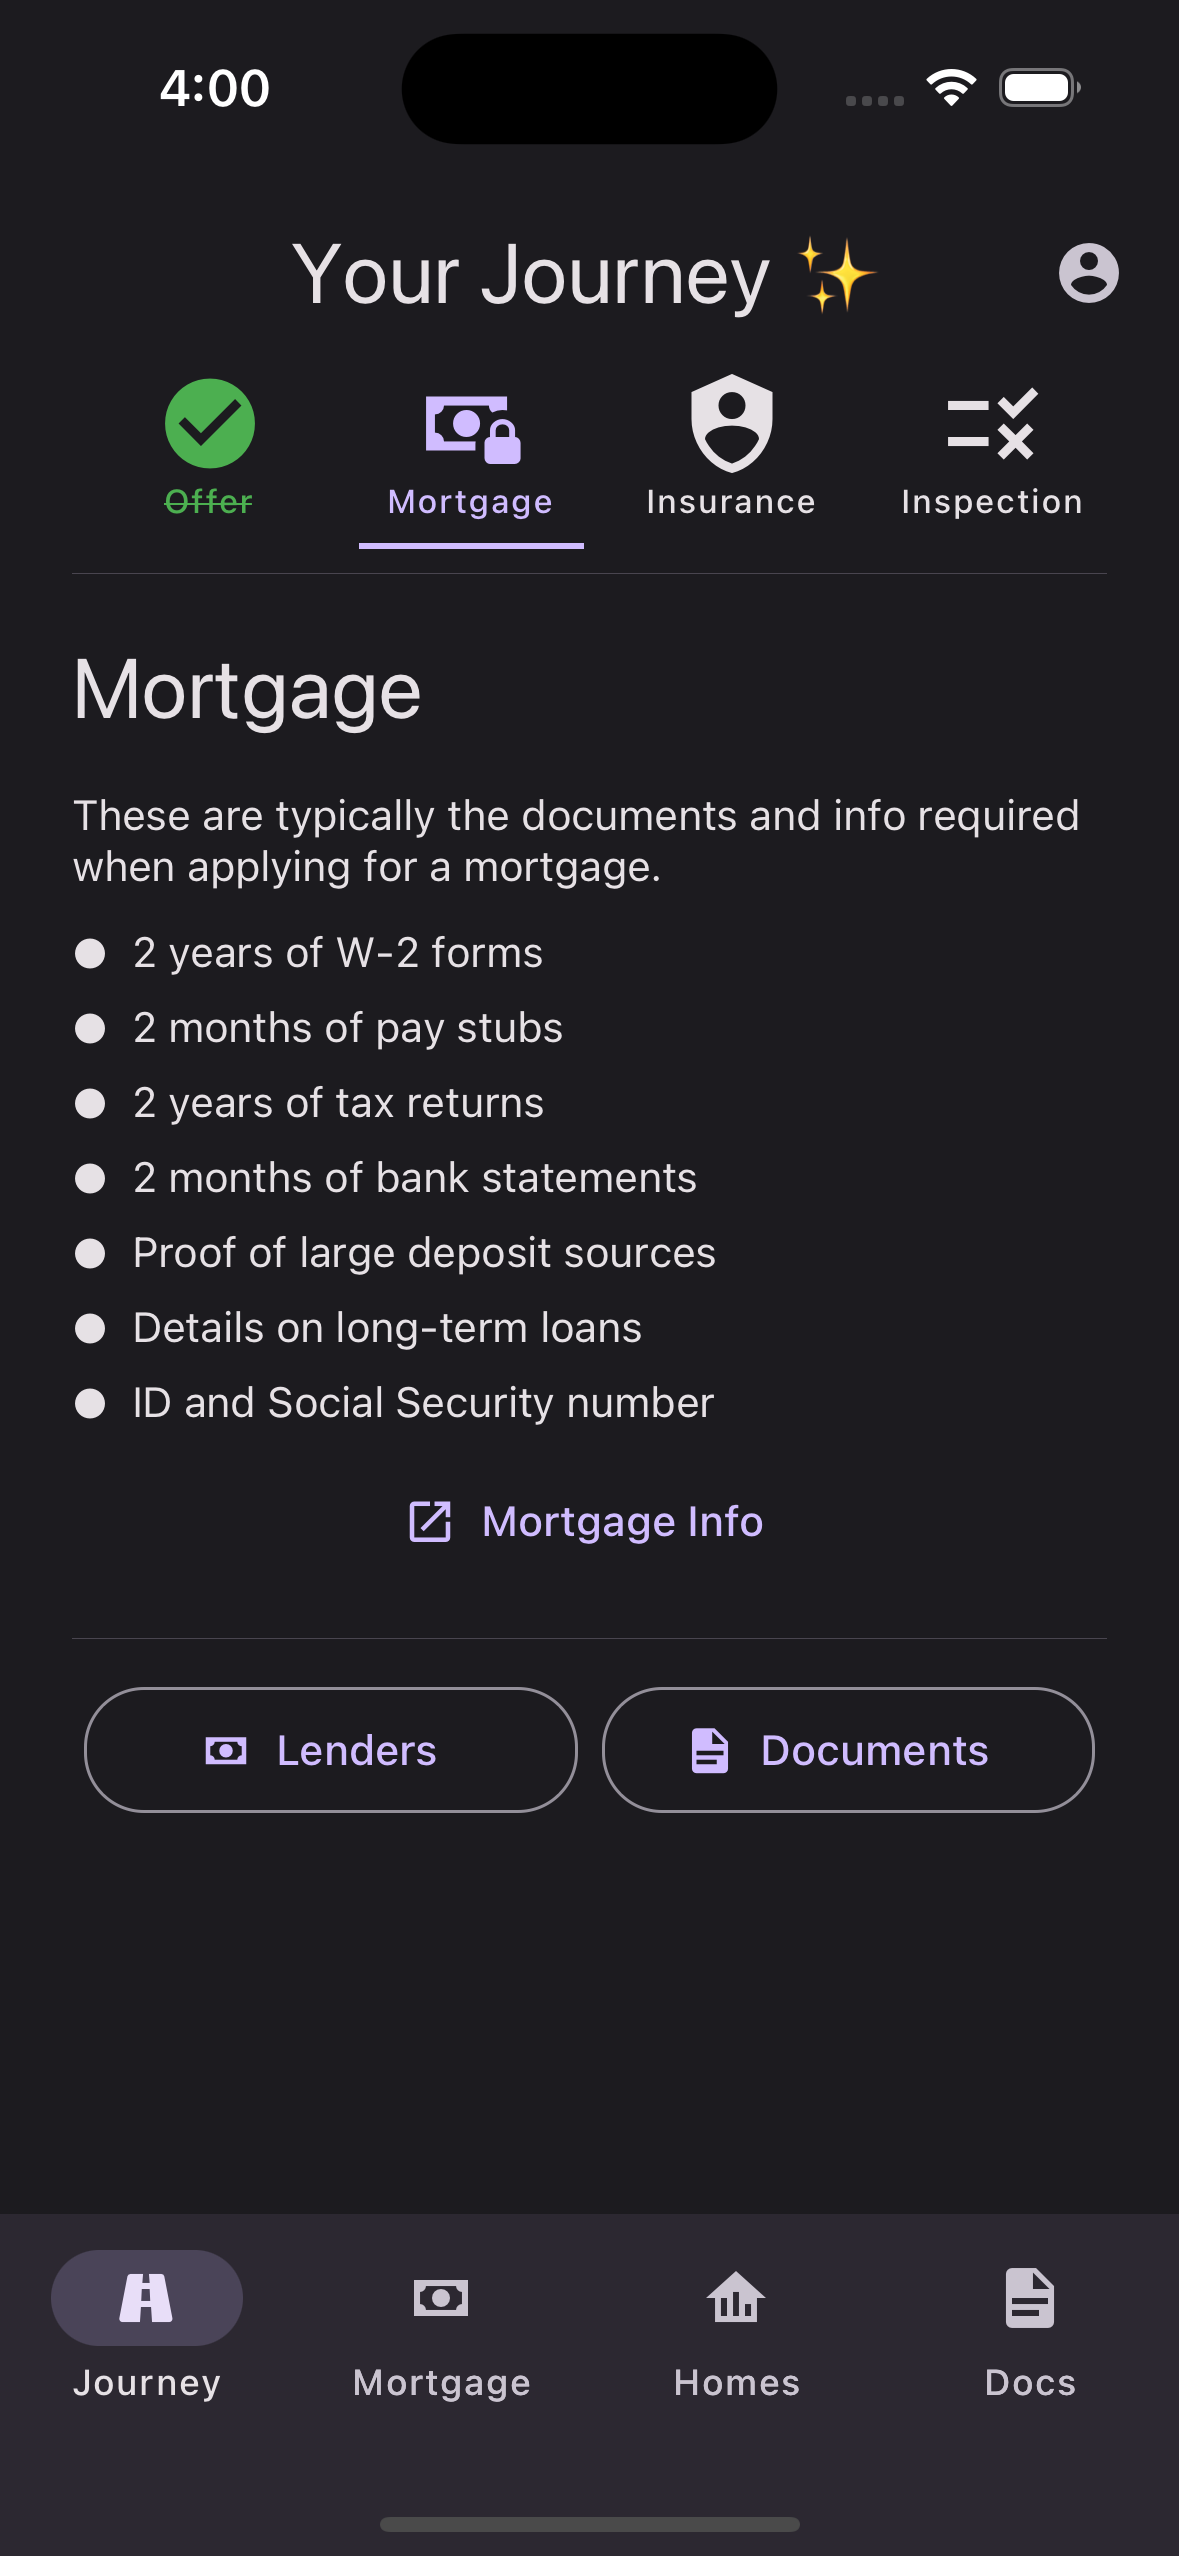 4:00
Your Journey ✨
Offer
Mortgage
Insurance
Inspection
Mortgage
These are typically the documents and info required
when applying for a mortgage.
2 years of W-2 forms
2 months of pay stubs
2 years of tax returns
2 months of bank statements
Proof of large deposit sources
Details on long-term loans
ID and Social Security number
Mortgage Info
Lenders
Documents
Journey
Mortgage
Homes
Docs